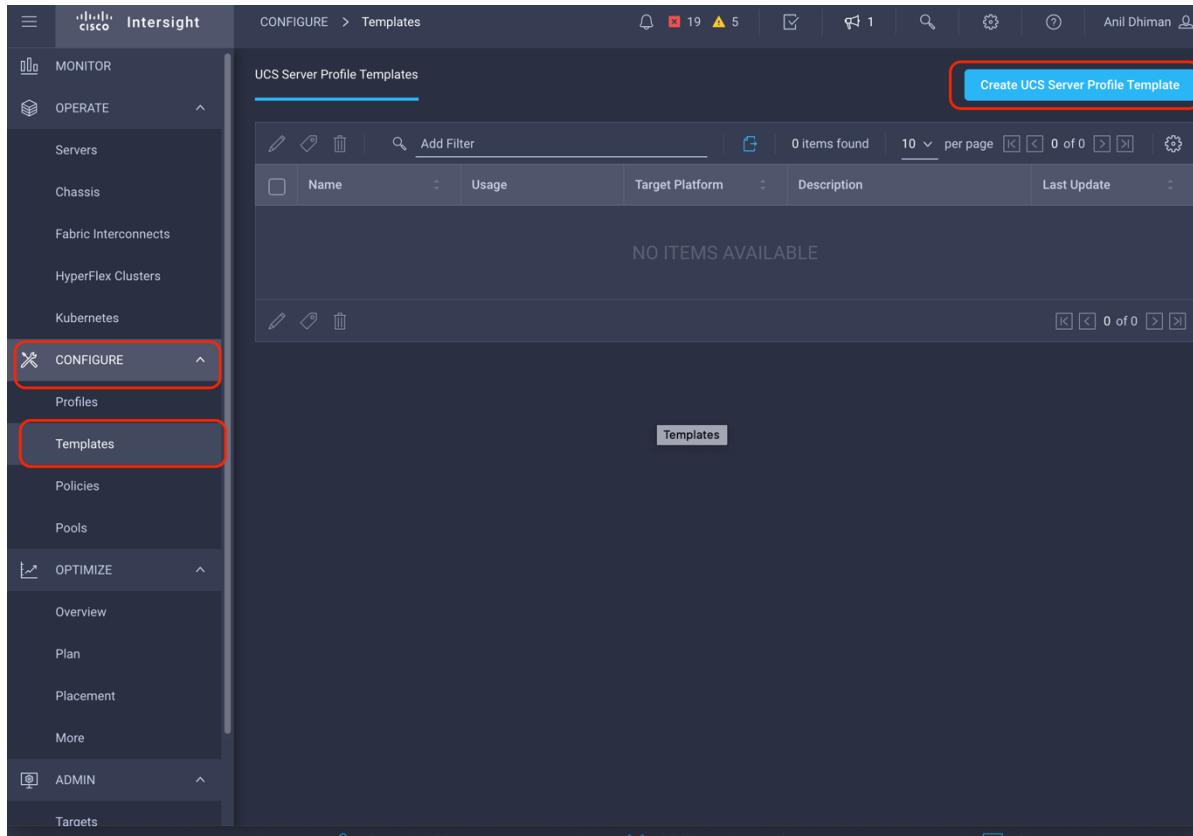 CISCO Intersight
CONFIGURE > Templates
19 5
1
Anil Dhiman
MONITOR
OPERATE
Servers
Chassis
Fabric Interconnects
HyperFlex Clusters
Kubernetes
CONFIGURE
Profiles
Templates
Policies
Pools
OPTIMIZE
Overview
Plan
Placement
More
ADMIN
Targets
UCS Server Profile Templates
Create UCS Server Profile Template
Add Filter
0 items found
10 per page
0 of 0
Name Usage Target Platform Description Last Update
NO ITEMS AVAILABLE
0 of 0
Templates